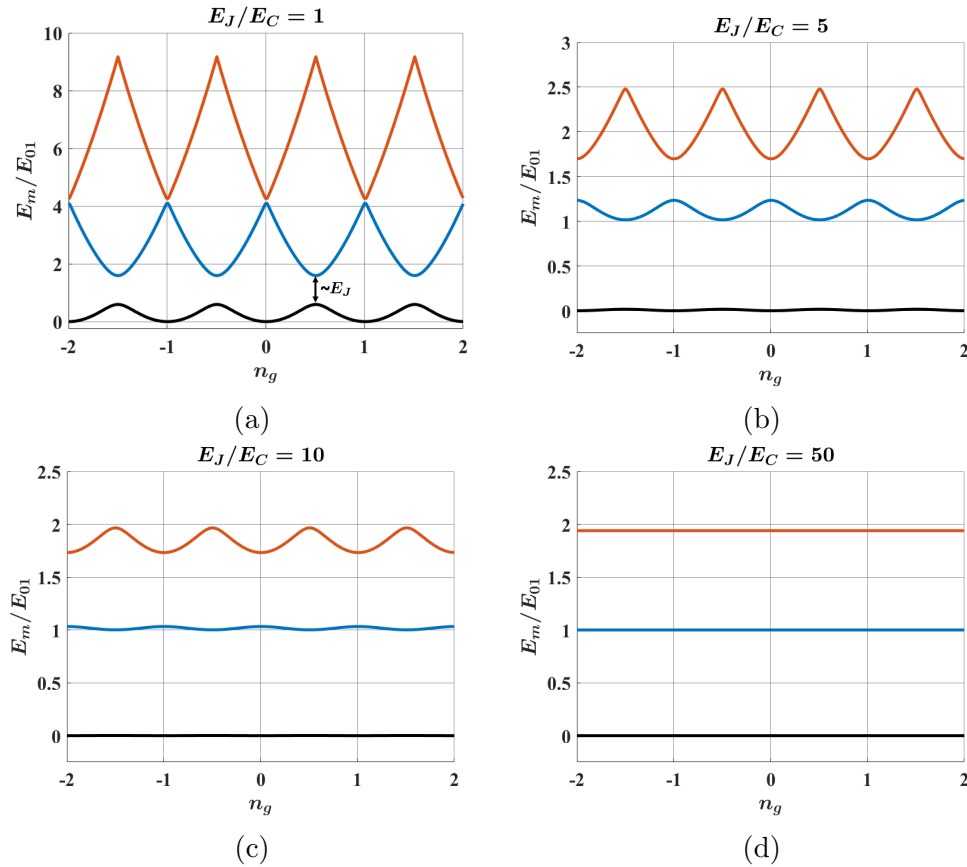 E_J/E_C = 1
10
8
6
4
2
0
E_m/E_01
~E_J
-2 -1 0 1 2
n_g
(a)
E_J/E_C = 5
3
2.5
2
1.5
1
0.5
0
E_m/E_01
-2 -1 0 1 2
n_g
(b)
E_J/E_C = 10
2.5
2
1.5
1
0.5
0
E_m/E_01
-2 -1 0 1 2
n_g
(c)
E_J/E_C = 50
2.5
2
1.5
1
0.5
0
E_m/E_01
-2 -1 0 1 2
n_g
(d)